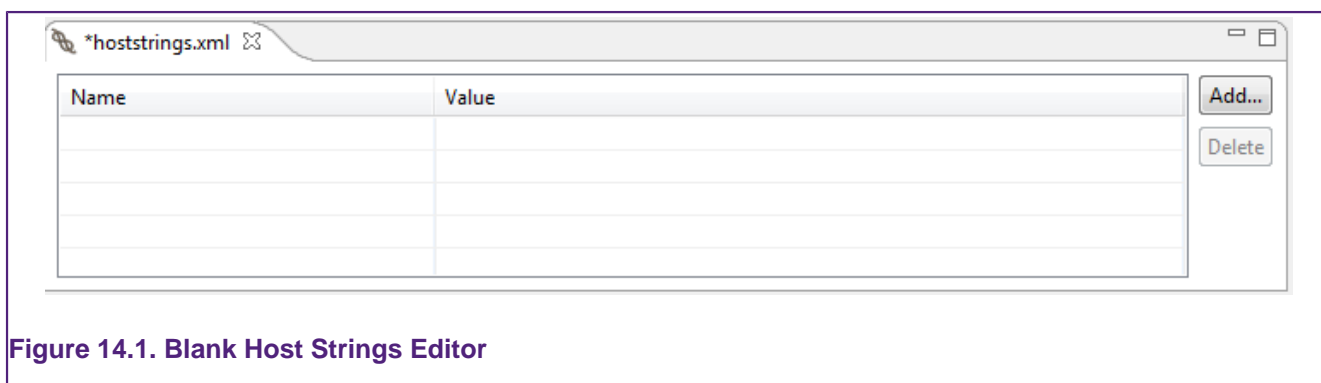 *hoststrings.xml
Name Value Add...
Delete
Figure 14.1. Blank Host Strings Editor